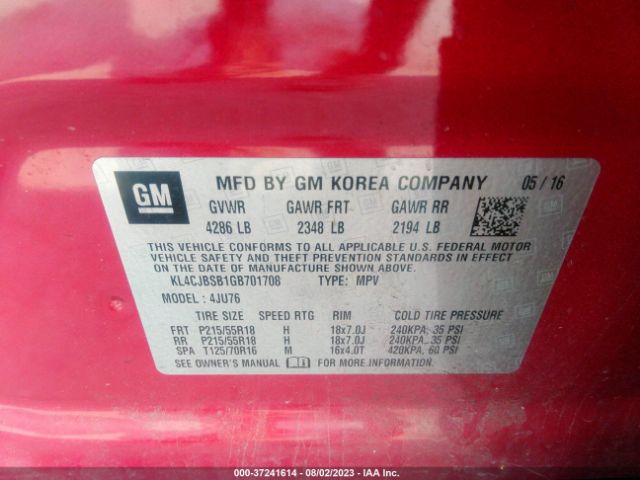 GM MFD BY GM KOREA COMPANY 05/16
GVWR GAWR FRT GAWR RR
4286 LB 2348 LB 2194 LB
THIS VEHICLE CONFORMS TO ALL APPLICABLE U.S. FEDERAL MOTOR
VEHICLE SAFETY AND THEFT PREVENTION STANDARDS IN EFFECT ON
THE DATE OF MANUFACTURE SHOWN ABOVE.
KL4CJBSB1GB701708 TYPE: MPV
MODEL : 4JU76
TIRE SIZE SPEED RTG RIM COLD TIRE PRESSURE
FRT P215/55R18 H 18x7.0J 240KPA, 35 PSI
RR P215/55R18 H 18x7.0J 240KPA, 35 PSI
SPA T125/70R16 M 16x4.0T 420KPA, 60 PSI
SEE OWNER'S MANUAL FOR MORE INFORMATION.
000-37241614 - 08/02/2023 - IAA Inc.